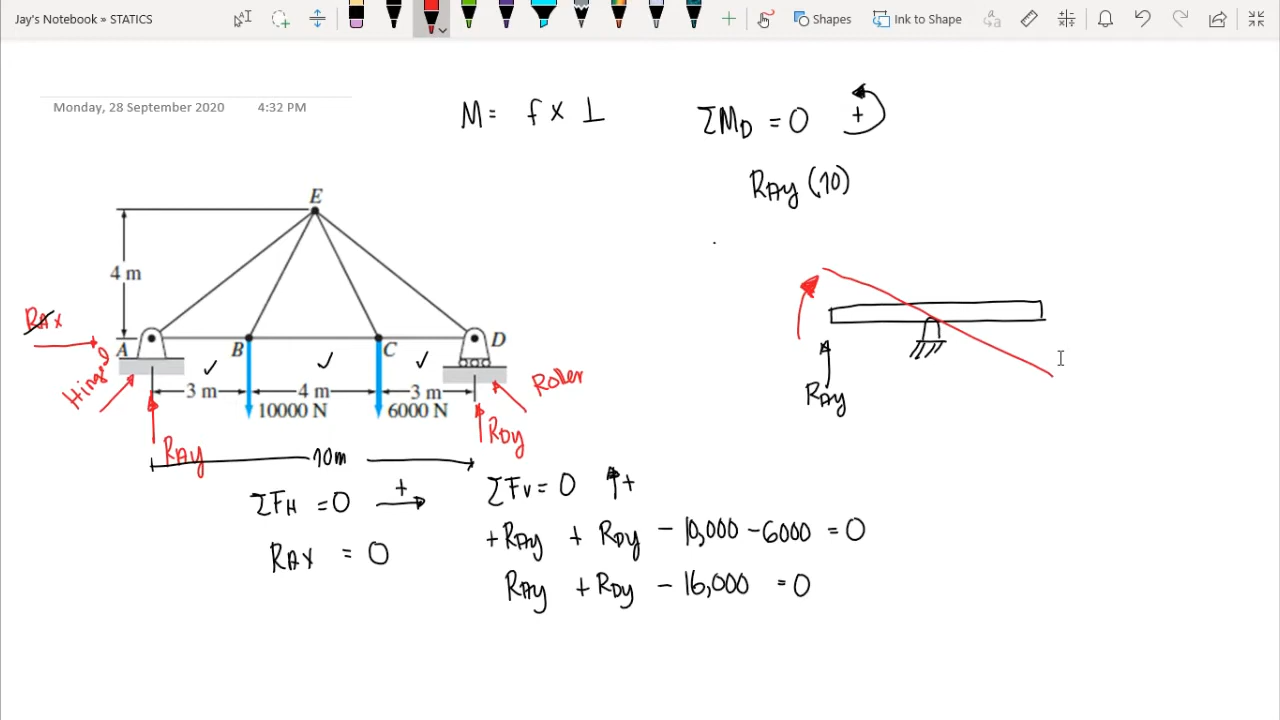 Jay's Notebook » STATICS
Shapes
Ink to Shape
Monday, 28 September 2020 4:32 PM
M= f x ⊥
ΣMD = 0 +
RAy (10)
E
4 m
RAx
A
B
C
D
Hinged
3 m
4 m
3 m
10000 N
6000 N
Roller
RAy
RDy
10m
RAy
ΣFH = 0 +
RAx = 0
ΣFv = 0 +
+RAy + RDy - 10,000 - 6000 = 0
RAy + RDy - 16,000 = 0